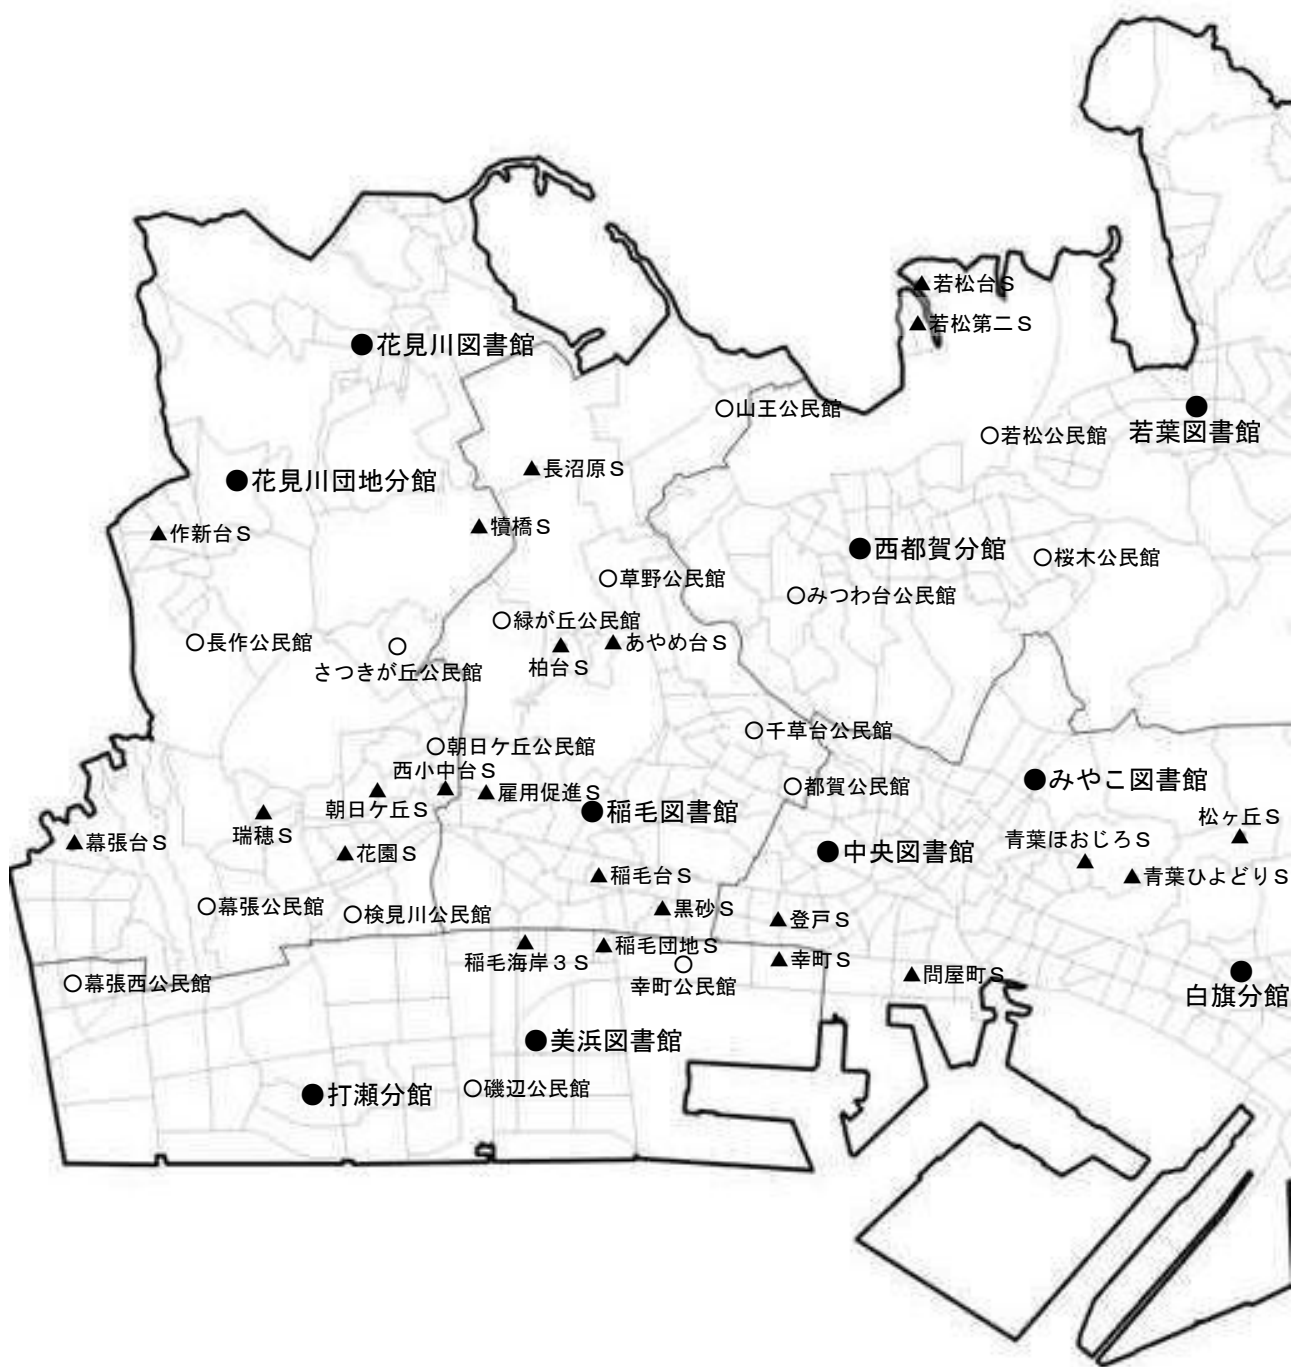 ▲若松台Ｓ
▲若松第二Ｓ
●花見川図書館
○山王公民館
●
若葉図書館
○若松公民館
▲長沼原Ｓ
●花見川団地分館
▲作新台Ｓ
▲犢橋Ｓ
●西都賀分館
○桜木公民館
○草野公民館
○みつわ台公民館
○緑が丘公民館
○長作公民館
○
さつきが丘公民館
▲
柏台Ｓ
▲あやめ台Ｓ
○千草台公民館
○朝日ケ丘公民館
西小中台Ｓ
▲
朝日ケ丘Ｓ
▲雇用促進Ｓ
○都賀公民館
●みやこ図書館
●稲毛図書館
▲
瑞穂Ｓ
▲幕張台Ｓ
▲花園Ｓ
●中央図書館
青葉ほおじろＳ
▲
松ヶ丘Ｓ
▲
▲青葉ひよどりＳ
▲稲毛台Ｓ
○幕張公民館
○検見川公民館
▲黒砂Ｓ
▲登戸Ｓ
▲
稲毛海岸３Ｓ
▲稲毛団地Ｓ
○
幸町公民館
▲幸町Ｓ
▲問屋町Ｓ
●
白旗分館
○幕張西公民館
●美浜図書館
●打瀬分館
○磯辺公民館